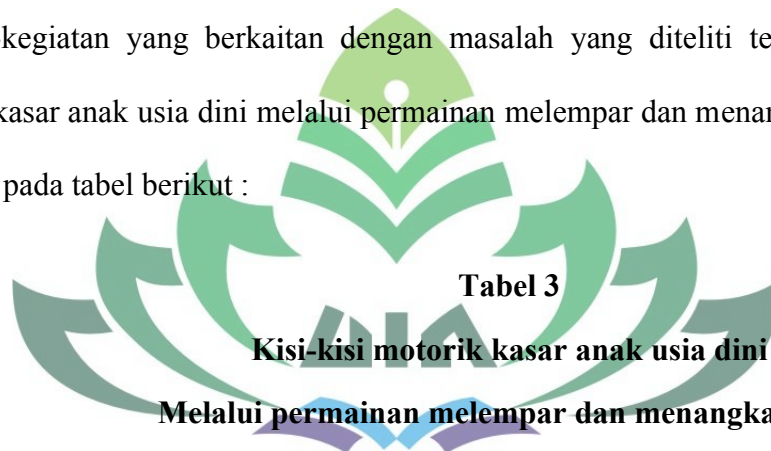 kegiatan yang berkaitan dengan masalah yang diteliti te
kasar anak usia dini melalui permainan melempar dan menan
pada tabel berikut :
Tabel 3
Kisi-kisi motorik kasar anak usia dini
Melalui permainan melempar dan menangka